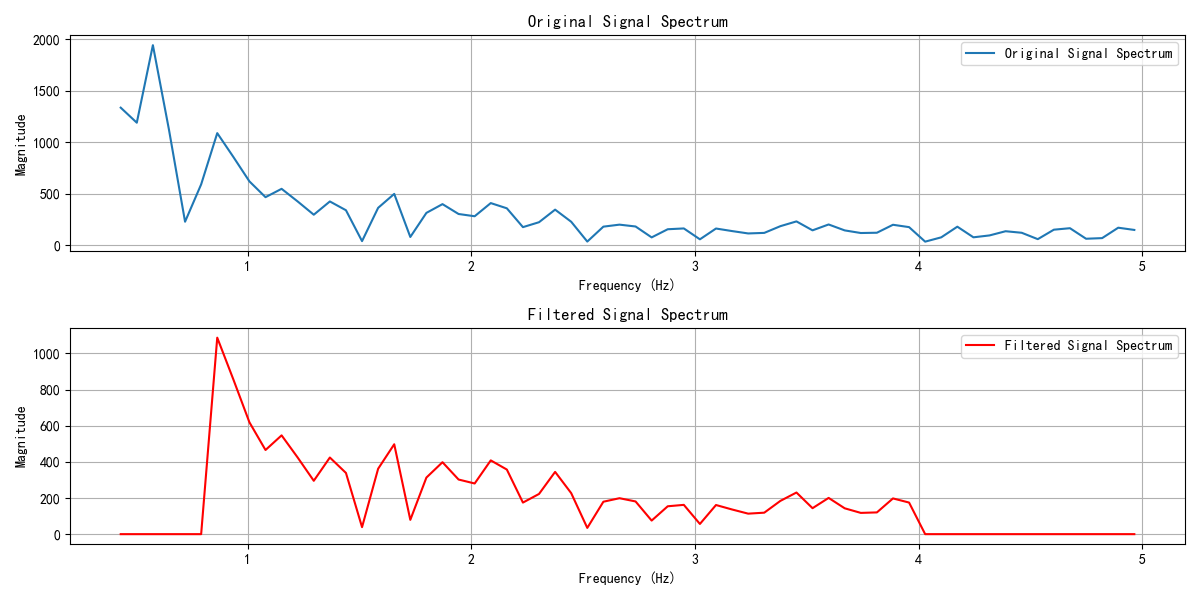 Original Signal Spectrum
2000
1500
1000
500
0
Magnitude
Original Signal Spectrum
1 2 3 4 5
Frequency (Hz)
Filtered Signal Spectrum
1000
800
600
400
200
0
Magnitude
Filtered Signal Spectrum
1 2 3 4 5
Frequency (Hz)